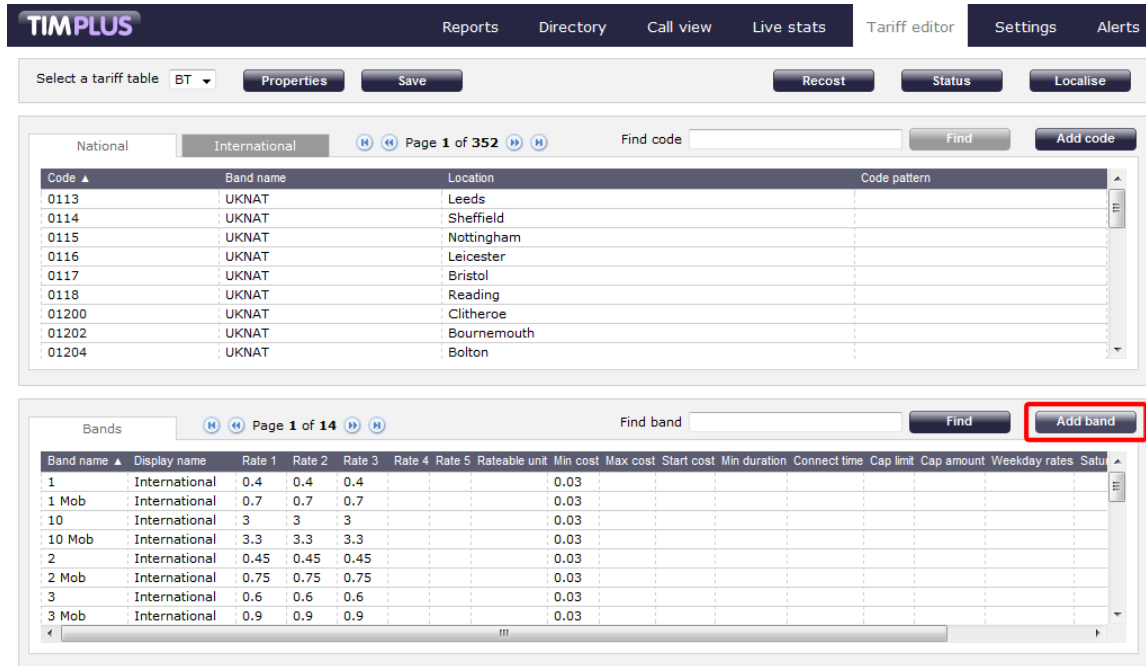 TIMPLUS Reports Directory Call view Live stats Tariff editor Settings Alerts
Select a tariff table BT Properties Save Recost Status Localise
National International Page 1 of 352 Find code Find Add code
Code Band name Location Code pattern
0113 UKNAT Leeds
0114 UKNAT Sheffield
0115 UKNAT Nottingham
0116 UKNAT Leicester
0117 UKNAT Bristol
0118 UKNAT Reading
01200 UKNAT Clitheroe
01202 UKNAT Bournemouth
01204 UKNAT Bolton
Bands Page 1 of 14 Find band Find Add band
Band name Display name Rate 1 Rate 2 Rate 3 Rate 4 Rate 5 Rateable unit Min cost Max cost Start cost Min duration Connect time Cap limit Cap amount Weekday rates Satur
1 International 0.4 0.4 0.4 0.03
1 Mob International 0.7 0.7 0.7 0.03
10 International 3 3 3 0.03
10 Mob International 3.3 3.3 3.3 0.03
2 International 0.45 0.45 0.45 0.03
2 Mob International 0.75 0.75 0.75 0.03
3 International 0.6 0.6 0.6 0.03
3 Mob International 0.9 0.9 0.9 0.03